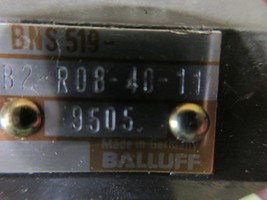 BNS 519-
B2-R08-40-11
9505
Made in Germany
BALLUFF